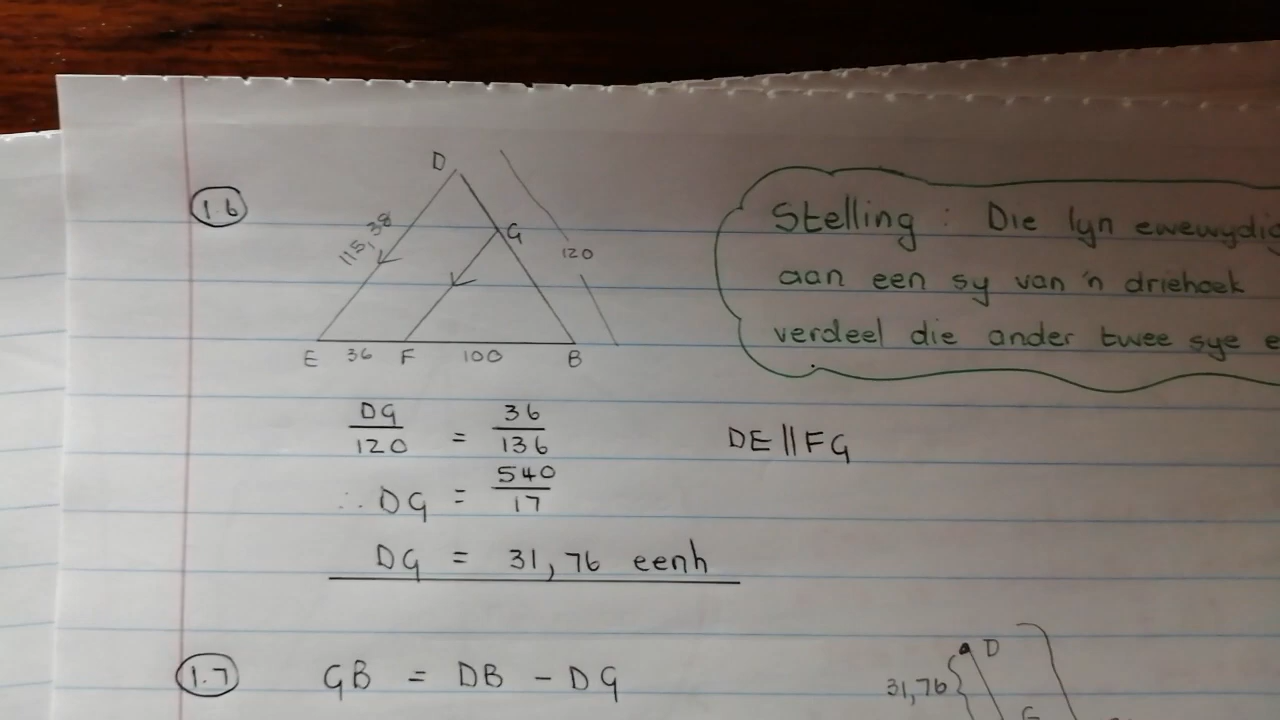 1.6
D
115,38
G
120
E 36 F 100 B
Stelling : Die lyn ewewydig
aan een sy van 'n driehoek
verdeel die ander twee sye e
DG/120 = 36/136
DE || FG
∴ DG = 540/17
DG = 31,76 eenh
1.7 GB = DB - DG
D
31,76
G